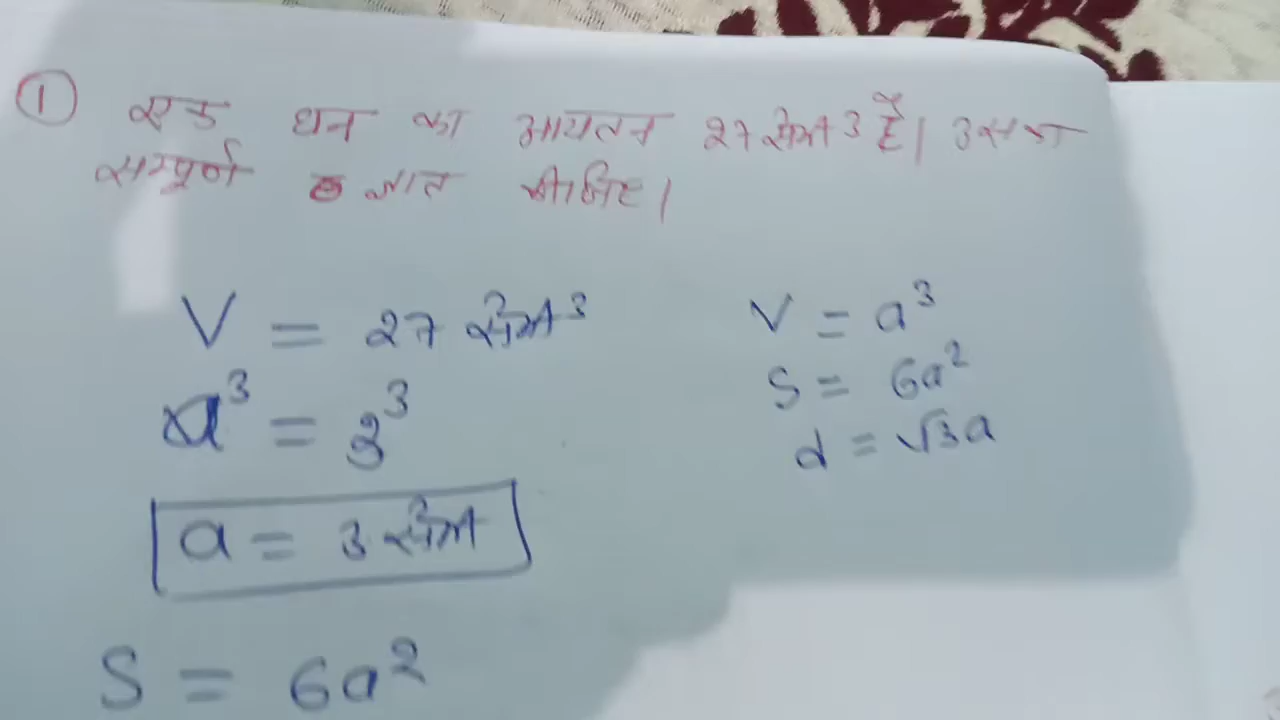 ① एक घन का आयतन 27 सेमी³ है। उसका
सम्पूर्ण ज्ञात कीजिए।
V = 27 सेमी³
a³ = 3³
a = 3 सेमी
S = 6a²
V = a³
S = 6a²
d = √3a